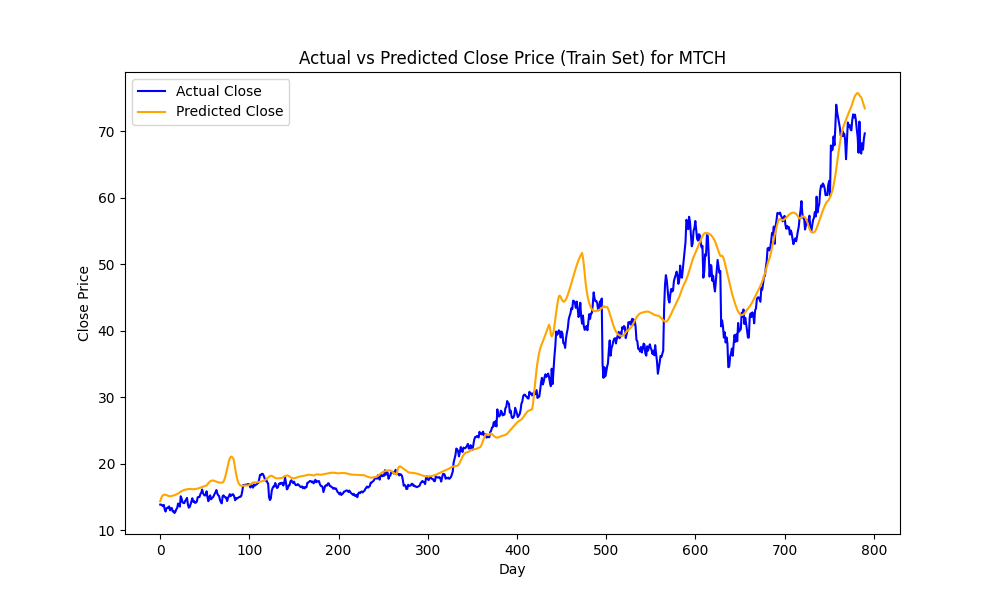 Actual vs Predicted Close Price (Train Set) for MTCH
Actual Close
Predicted Close
Close Price
70
60
50
40
30
20
10
0 100 200 300 400 500 600 700 800
Day